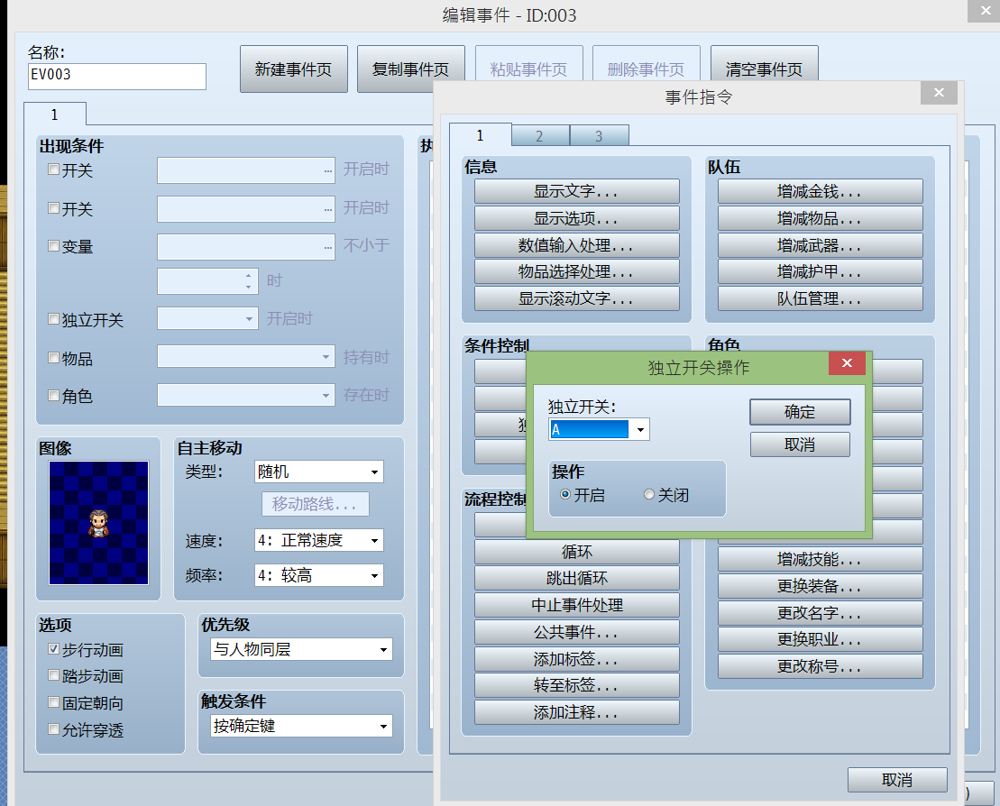 编辑事件 - ID:003
名称:
EV003
新建事件页
复制事件页
粘贴事件页
删除事件页
清空事件页
1
出现条件
开关
... 开启时
开关
... 开启时
变量
... 不小于
时
独立开关
开启时
物品
持有时
角色
存在时
图像
自主移动
类型:
随机
移动路线...
速度:
4: 正常速度
频率:
4: 较高
选项
步行动画
踏步动画
固定朝向
允许穿透
优先级
与人物同层
触发条件
按确定键
事件指令
1
2
3
信息
显示文字...
显示选项...
数值输入处理...
物品选择处理...
显示滚动文字...
队伍
增减金钱...
增减物品...
增减武器...
增减护甲...
队伍管理...
条件控制
角色
独立开关操作
独立开关:
A
确定
取消
操作
开启
关闭
流程控制
循环
跳出循环
中止事件处理
公共事件...
添加标签...
转至标签...
添加注释...
增减技能...
更换装备...
更改名字...
更换职业...
更改称号...
取消